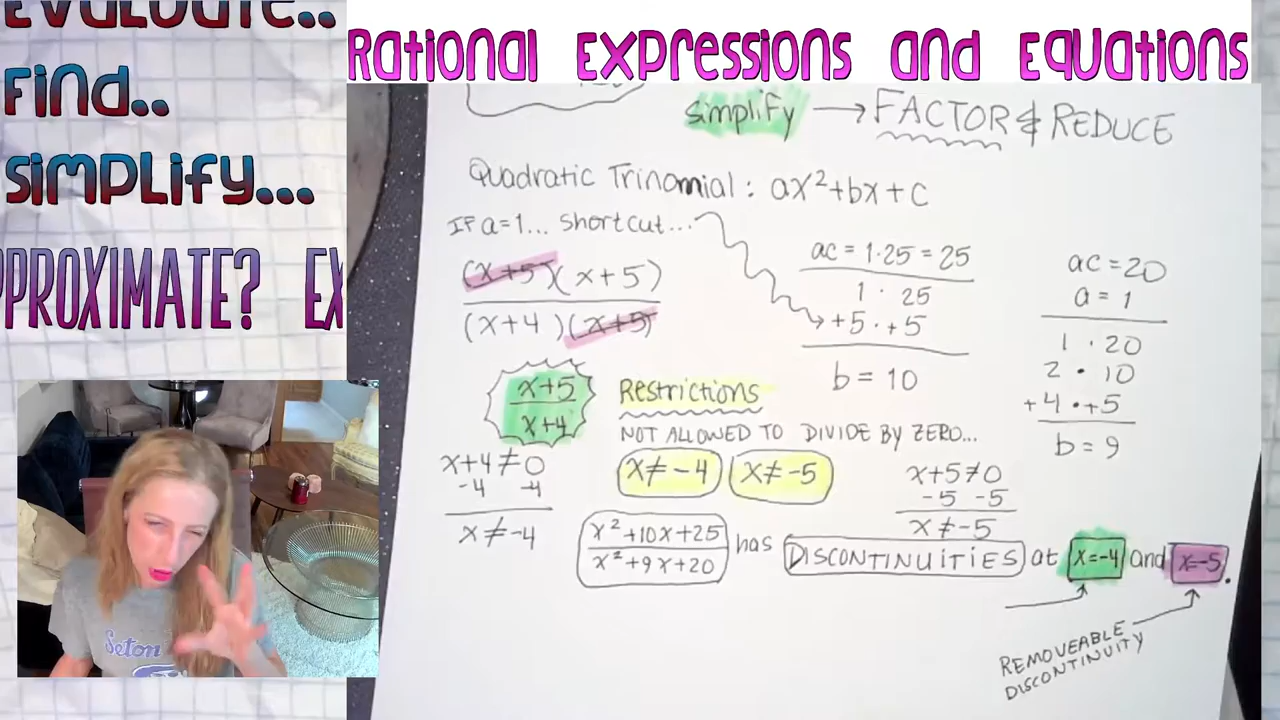 EVALUATE..
Find..
Simplify...
PPROXIMATE? EX
Rational Expressions and Equations
simplify → FACTOR & REDUCE
Quadratic Trinomial : ax²+bx+c
IF a=1... shortcut...
(x+5)(x+5)
(x+4)(x+5)
ac = 1·25 = 25
1 · 25
+5 · +5
b = 10
ac = 20
a = 1
1 · 20
2 · 10
+4 · +5
b = 9
x+5
x+4
Restrictions
NOT ALLOWED TO DIVIDE BY ZERO...
x≠-4 x≠-5
x+4≠0
-4 -4
x≠-4
x+5≠0
-5 -5
x≠-5
x²+10x+25
x²+9x+20
has DISCONTINUITIES at x=-4 and x=-5.
REMOVEABLE
DISCONTINUITY
Seton